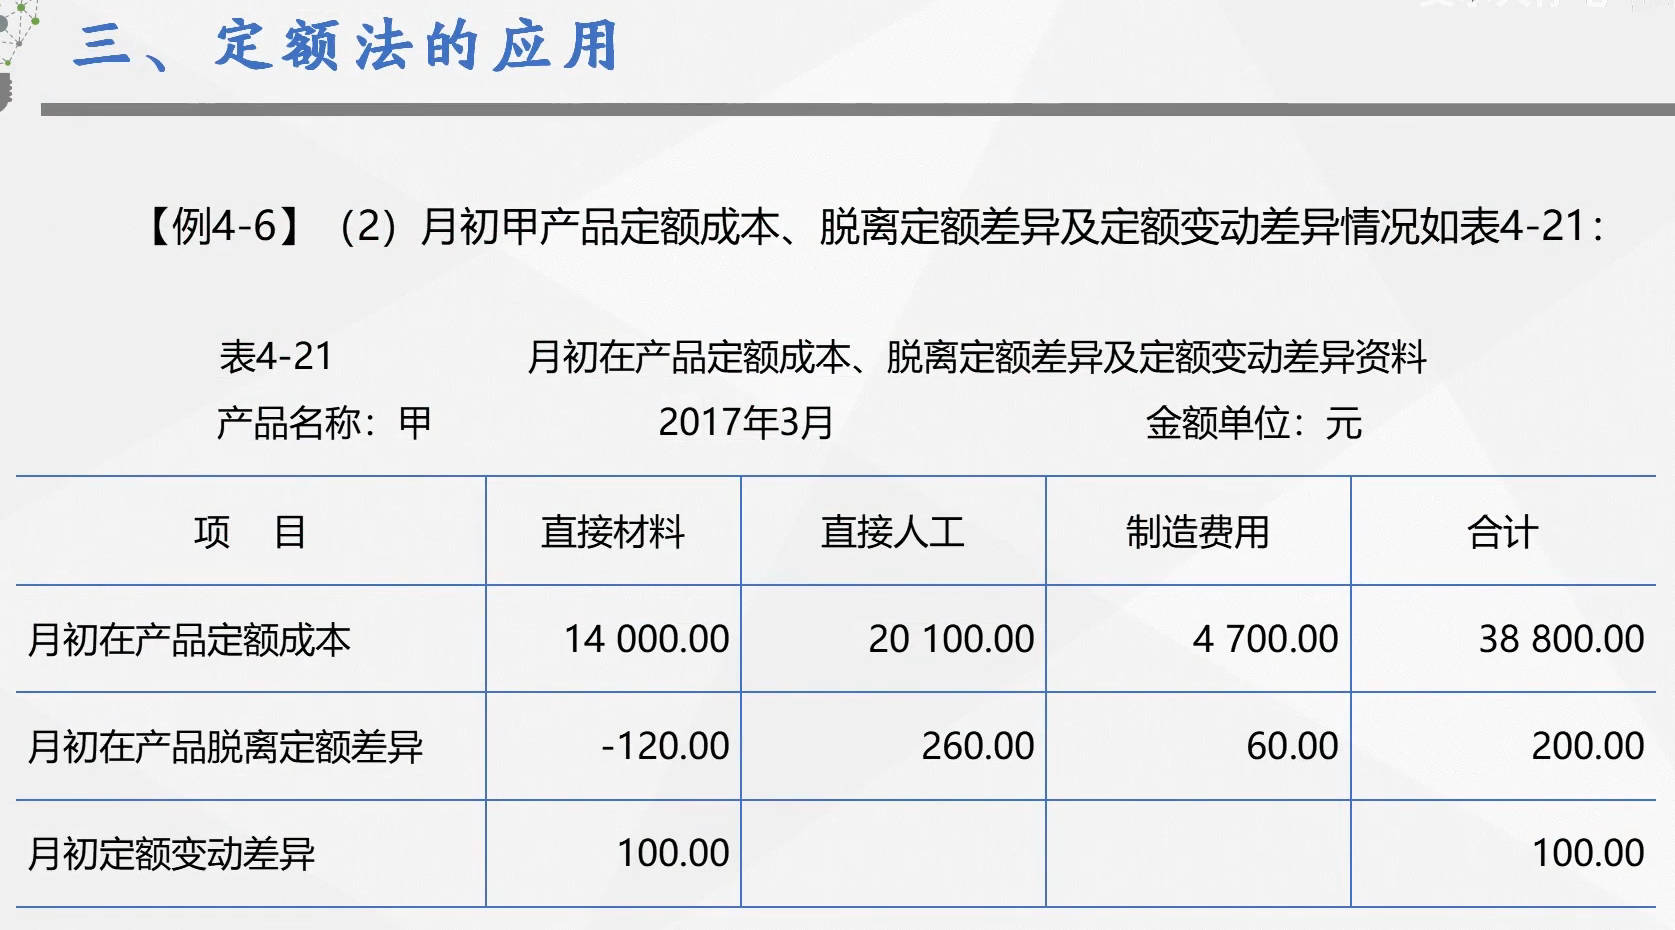 三、定额法的应用
【例4-6】（2）月初甲产品定额成本、脱离定额差异及定额变动差异情况如表4-21：
表4-21 月初在产品定额成本、脱离定额差异及定额变动差异资料
产品名称：甲 2017年3月 金额单位：元
项 目 直接材料 直接人工 制造费用 合计
月初在产品定额成本 14 000.00 20 100.00 4 700.00 38 800.00
月初在产品脱离定额差异 -120.00 260.00 60.00 200.00
月初定额变动差异 100.00 100.00